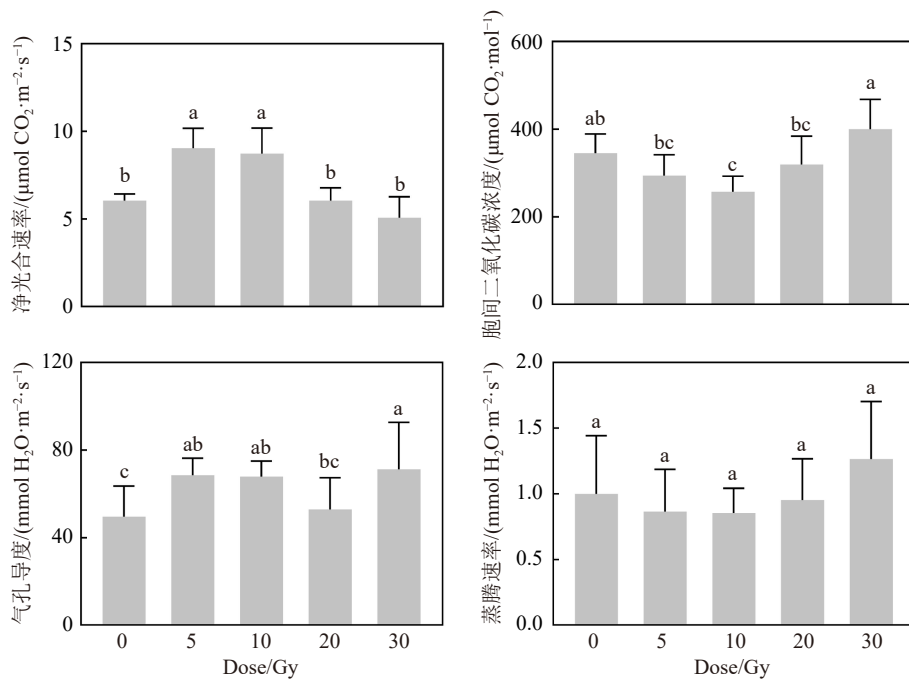 净光合速率/(μmol CO₂·m⁻²·s⁻¹)
15
10
5
0
b
a
a
b
b
胞间二氧化碳浓度/(μmol CO₂·mol⁻¹)
600
400
200
0
ab
bc
c
bc
a
气孔导度/(mmol H₂O·m⁻²·s⁻¹)
120
80
40
0
c
ab
ab
bc
a
0 5 10 20 30
Dose/Gy
蒸腾速率/(mmol H₂O·m⁻²·s⁻¹)
2.0
1.5
1.0
0.5
0.0
a
a
a
a
a
0 5 10 20 30
Dose/Gy